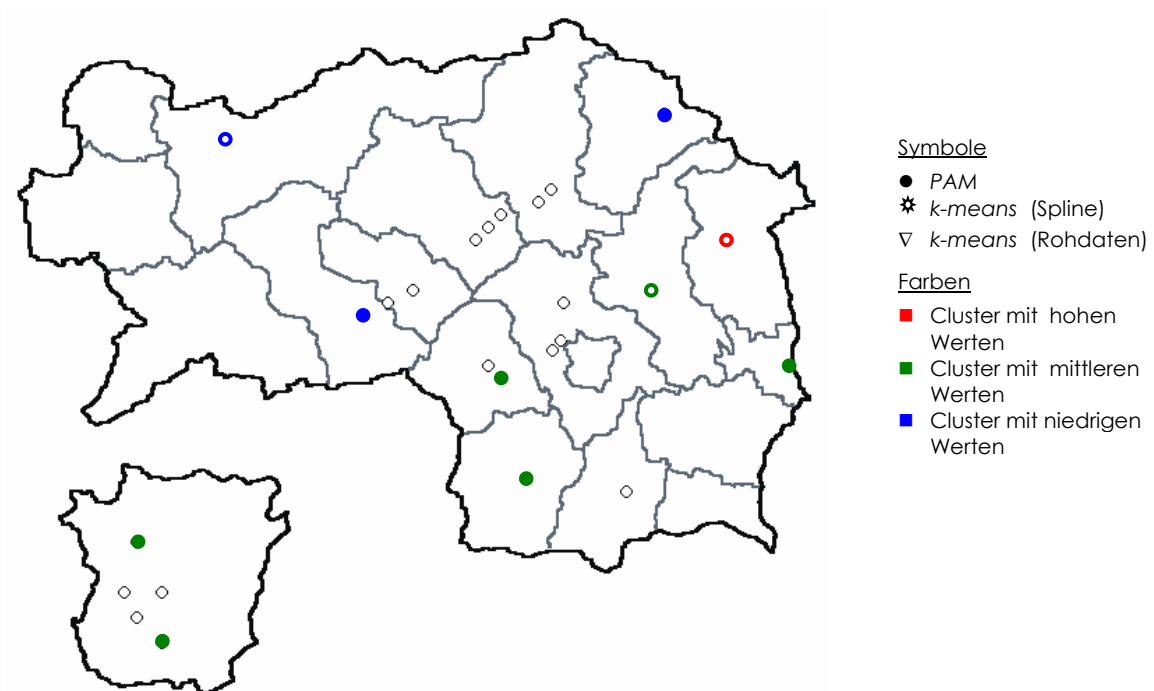 Symbole
PAM
k-means (Spline)
k-means (Rohdaten)
Farben
Cluster mit hohen
Werten
Cluster mit mittleren
Werten
Cluster mit niedrigen
Werten